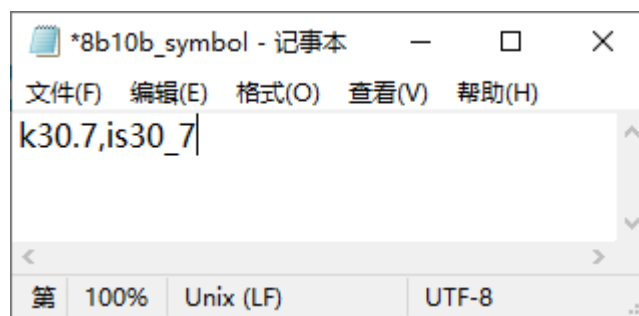 *8b10b_symbol - 记事本
文件(F) 编辑(E) 格式(O) 查看(V) 帮助(H)
k30.7,is30_7
第 100% Unix (LF) UTF-8